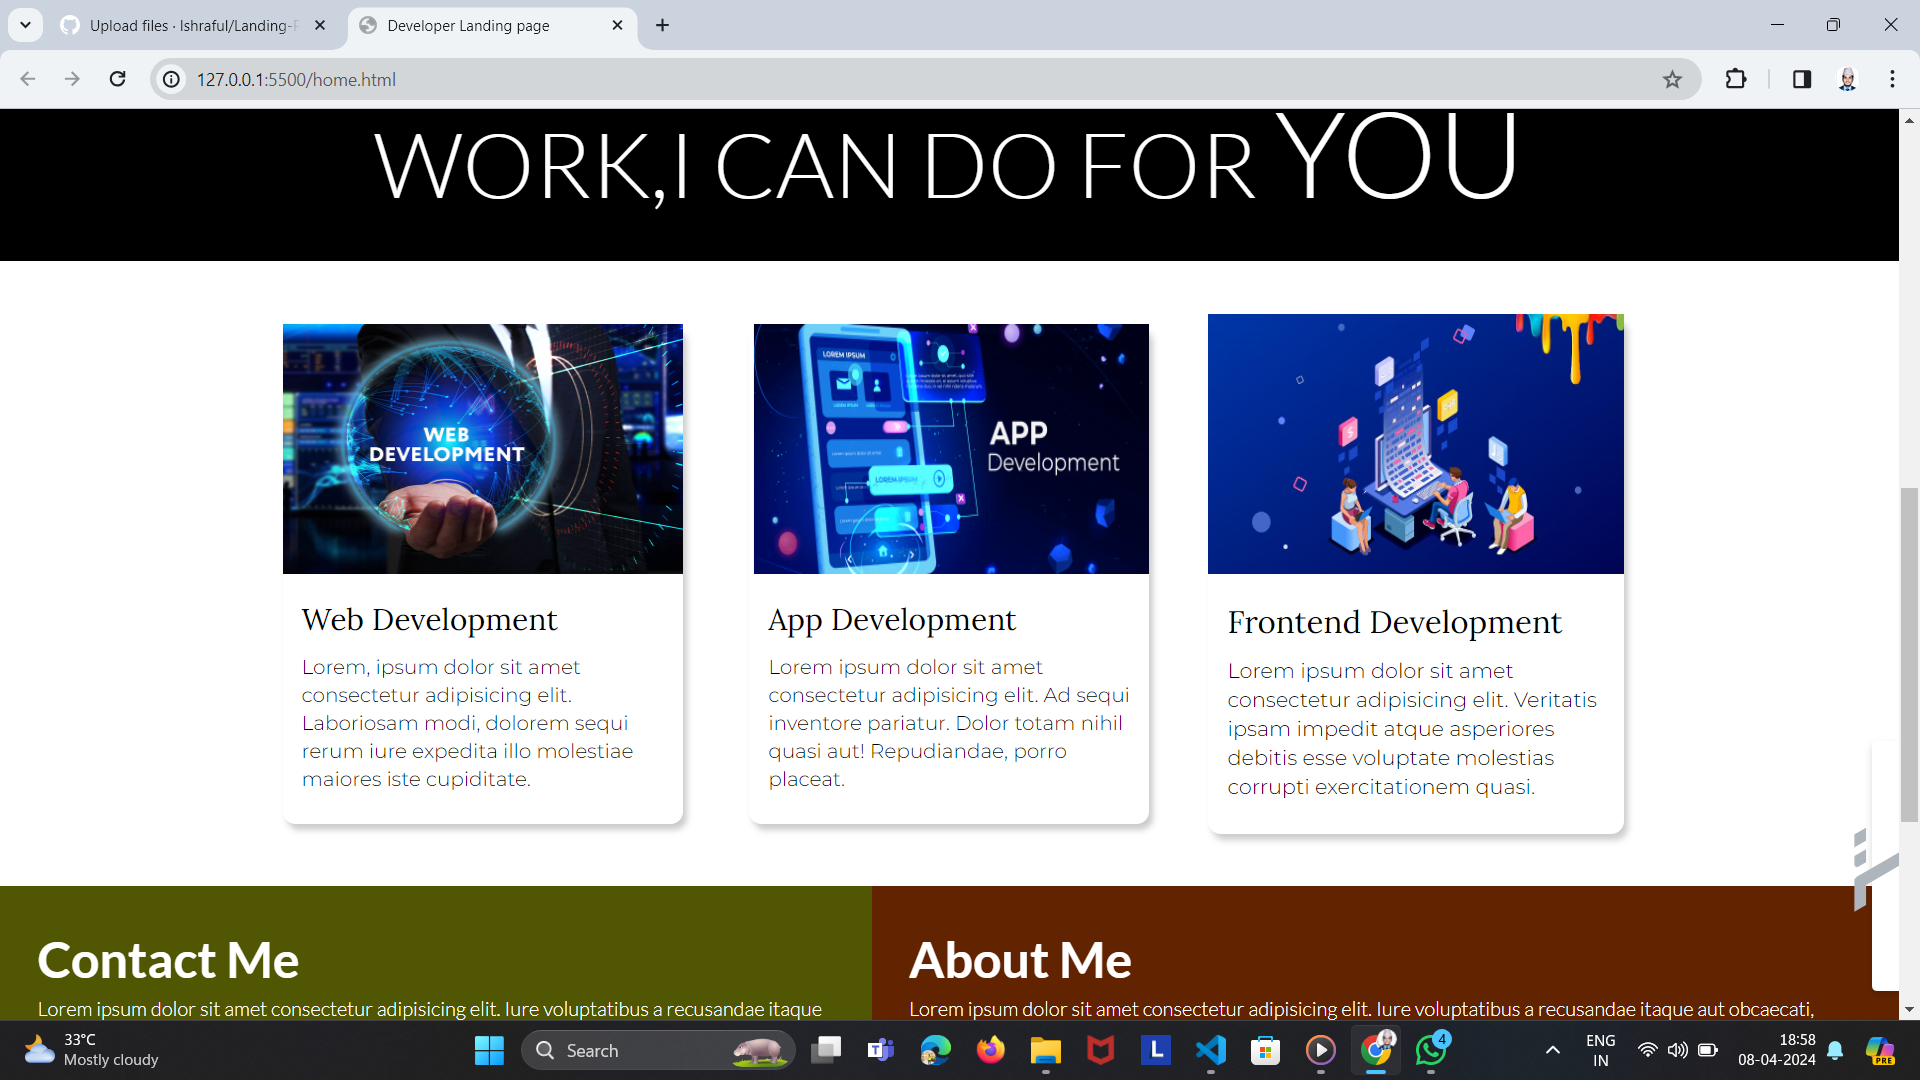 Upload files · Ishraful/Landing-P
Developer Landing page
127.0.0.1:5500/home.html
WORK,I CAN DO FOR YOU
WEB
DEVELOPMENT
LOREM IPSUM
APP
Development
LOREM IPSUM
Web Development
Lorem, ipsum dolor sit amet
consectetur adipisicing elit.
Laboriosam modi, dolorem sequi
rerum iure expedita illo molestiae
maiores iste cupiditate.
App Development
Lorem ipsum dolor sit amet
consectetur adipisicing elit. Ad sequi
inventore pariatur. Dolor totam nihil
quasi aut! Repudiandae, porro
placeat.
Frontend Development
Lorem ipsum dolor sit amet
consectetur adipisicing elit. Veritatis
ipsam impedit atque asperiores
debitis esse voluptate molestias
corrupti exercitationem quasi.
Contact Me
Lorem ipsum dolor sit amet consectetur adipisicing elit. Iure voluptatibus a recusandae itaque
About Me
Lorem ipsum dolor sit amet consectetur adipisicing elit. Iure voluptatibus a recusandae itaque aut obcaecati,
33°C
Mostly cloudy
Search
L
4
ENG
IN
18:58
08-04-2024
PRE